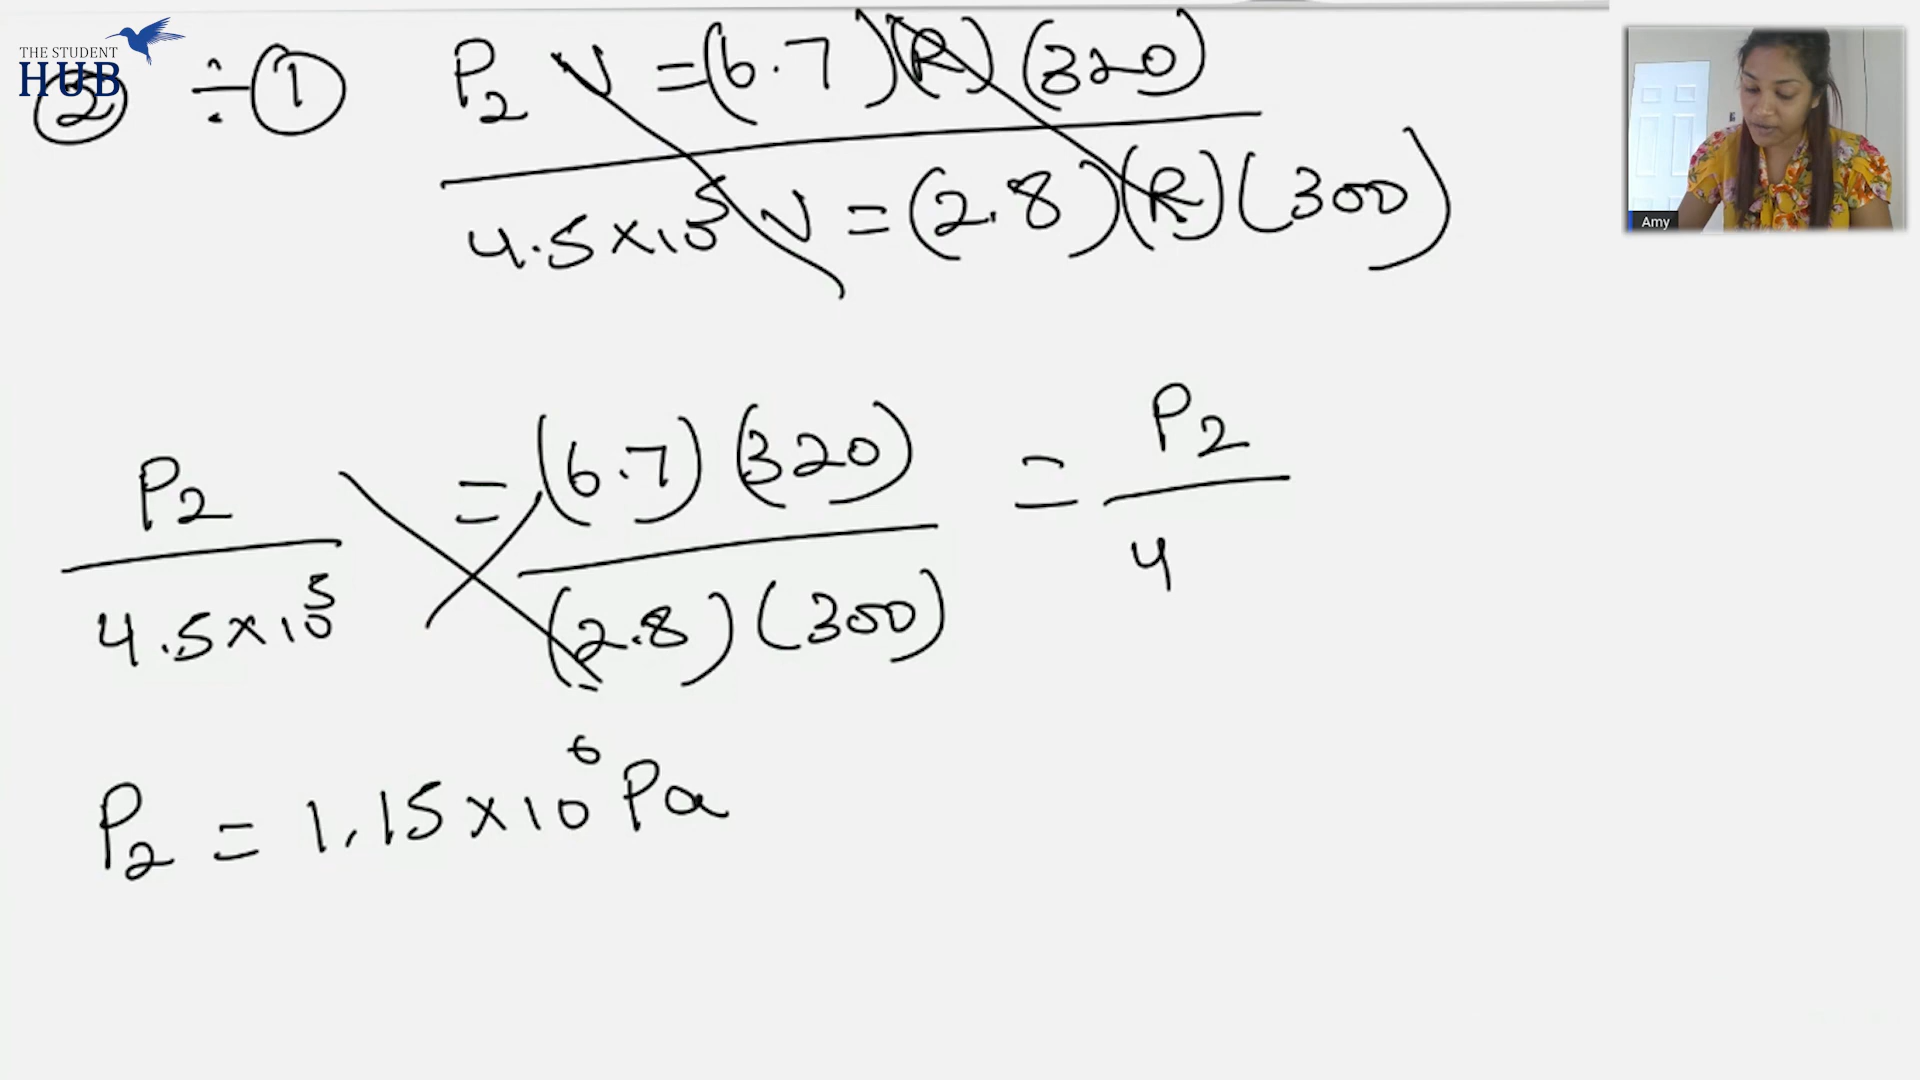 THE STUDENT
HUB
② ÷ ① P₂ V = (6.7)(R)(320)
4.5×10⁵ V = (2.8)(R)(300)
P₂ = (6.7)(320) = P₂
4.5×10⁵ (2.8)(300) 4
P₂ = 1.15×10⁶ Pa
Amy